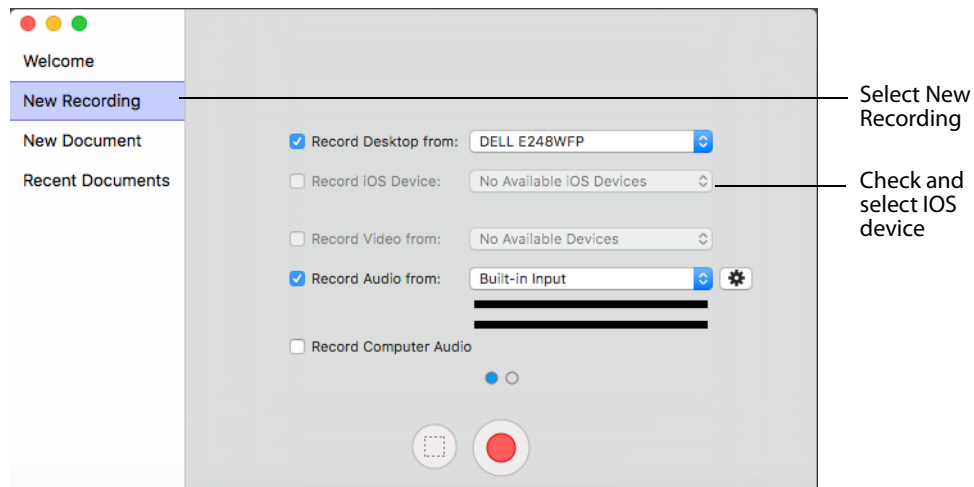 Welcome
New Recording
New Document
Recent Documents
Record Desktop from: DELL E248WFP
Record iOS Device: No Available iOS Devices
Record Video from: No Available Devices
Record Audio from: Built-in Input
Record Computer Audio
Select New
Recording
Check and
select IOS
device